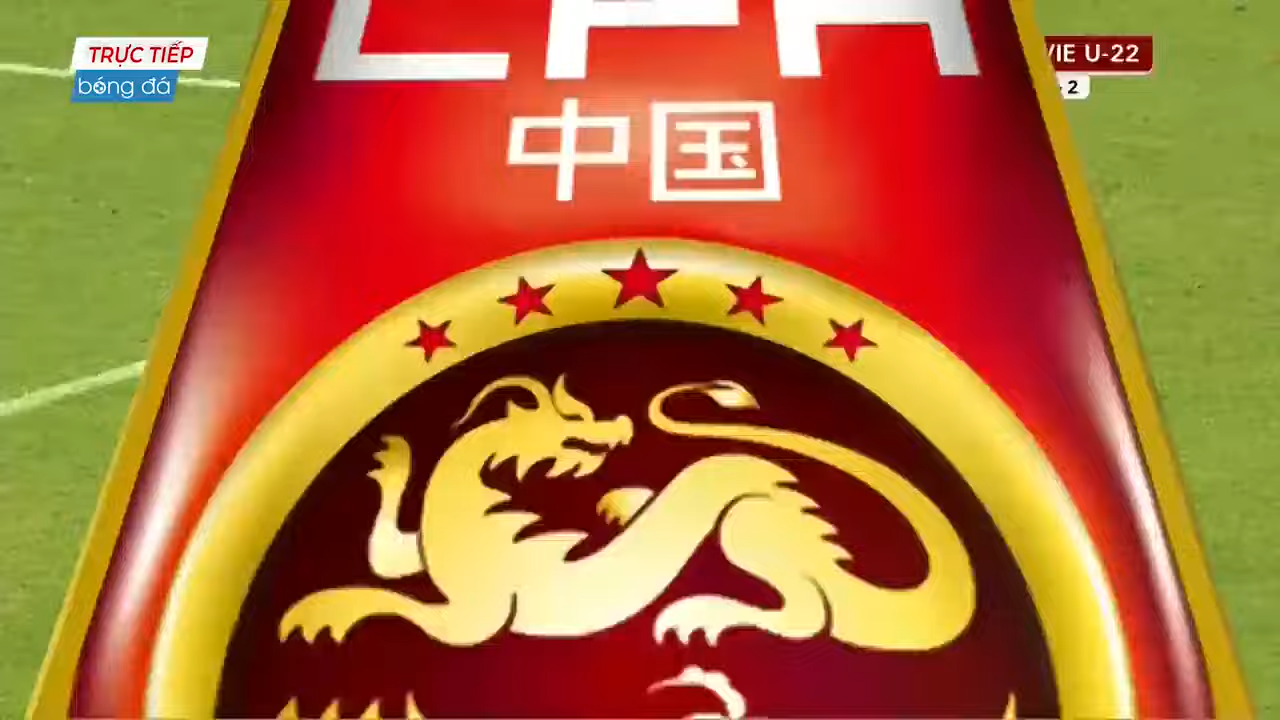 TRỰC TIẾP
bóng đá
VIE U-22
2
中国